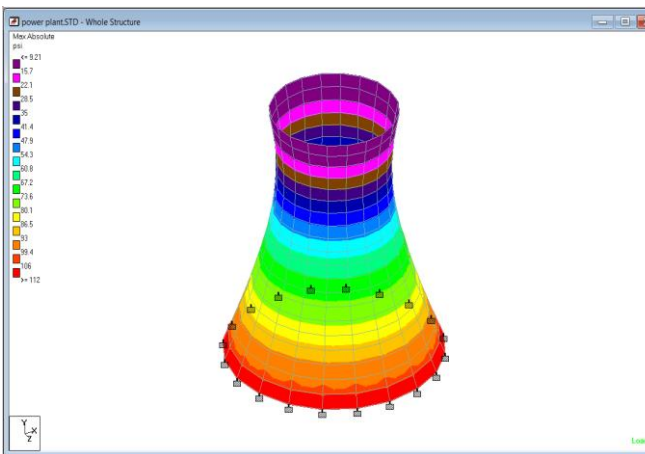 power plant.STD - Whole Structure
Max Absolute
psi
<= 9.21
15.7
22.1
28.5
35
41.4
47.9
54.3
60.8
67.2
73.6
80.1
86.5
93
99.4
106
>= 112
Y
X
Z
Loa